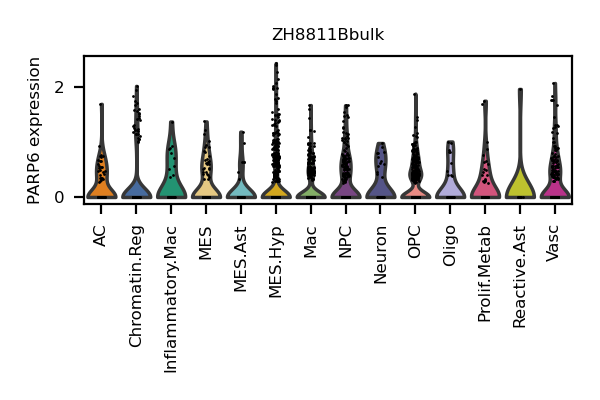 ZH8811Bbulk
PARP6 expression
2
0
AC
Chromatin.Reg
Inflammatory.Mac
MES
MES.Ast
MES.Hyp
Mac
NPC
Neuron
OPC
Oligo
Prolif.Metab
Reactive.Ast
Vasc